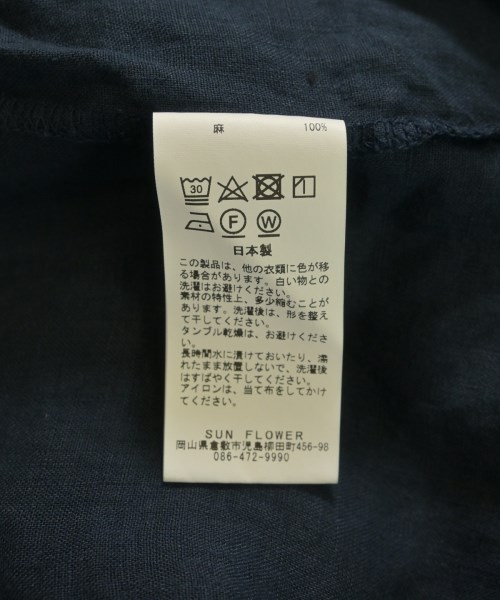 麻 100%
30
F W
日本製
この製品は、他の衣類に色が移
る場合があります。白い物との
洗濯はお避けください。
素材の特性上、多少縮むことが
あります。洗濯後は、形を整え
て干してください。
タンブル乾燥は、お避けくださ
い。
長時間水に漬けておいたり、濡
れたまま放置しないで、洗濯後
はすばやく干してください。
アイロンは、当て布をしてかけ
てください。
SUN FLOWER
岡山県倉敷市児島柳田町456-98
086-472-9990